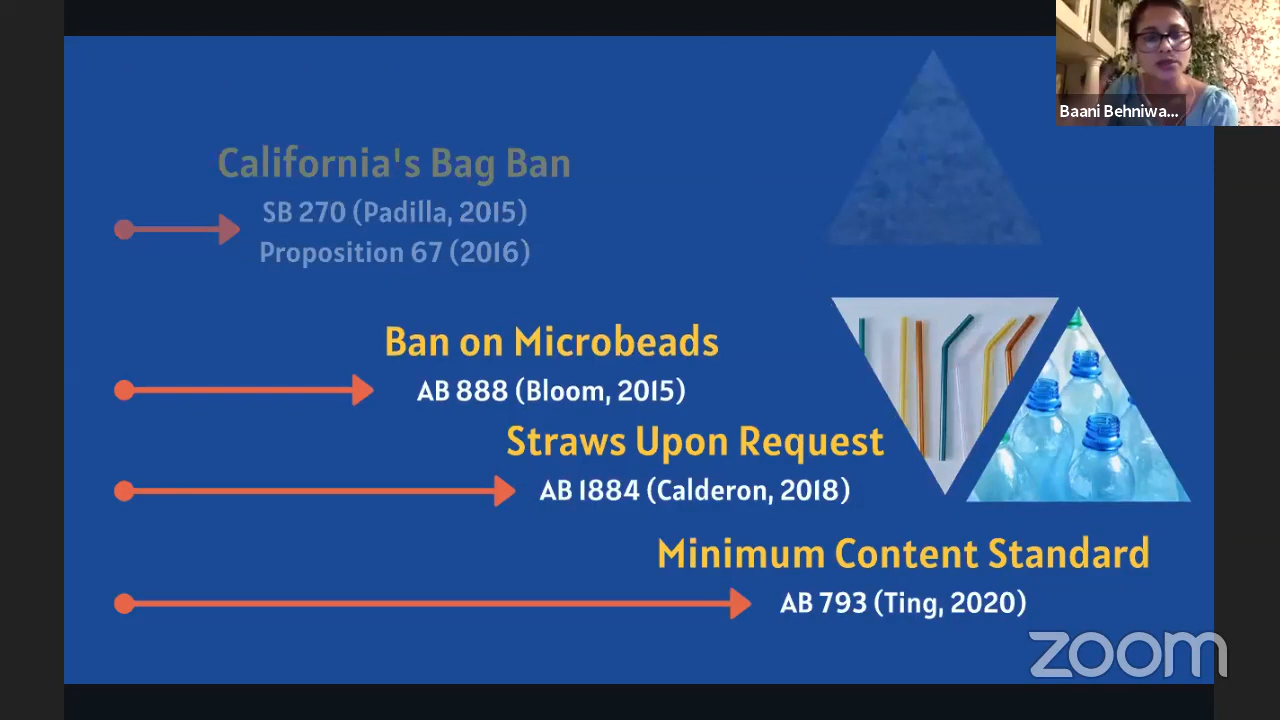 Baani Behniwa...
California's Bag Ban
SB 270 (Padilla, 2015)
Proposition 67 (2016)
Ban on Microbeads
AB 888 (Bloom, 2015)
Straws Upon Request
AB 1884 (Calderon, 2018)
Minimum Content Standard
AB 793 (Ting, 2020)
zoom